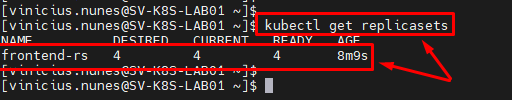 [vinicius.nunes@SV-K8S-LAB01 ~]$
[vinicius.nunes@SV-K8S-LAB01 ~]$ kubectl get replicasets
NAME DESIRED CURRENT READY AGE
frontend-rs 4 4 4 8m9s
[vinicius.nunes@SV-K8S-LAB01 ~]$
[vinicius.nunes@SV-K8S-LAB01 ~]$